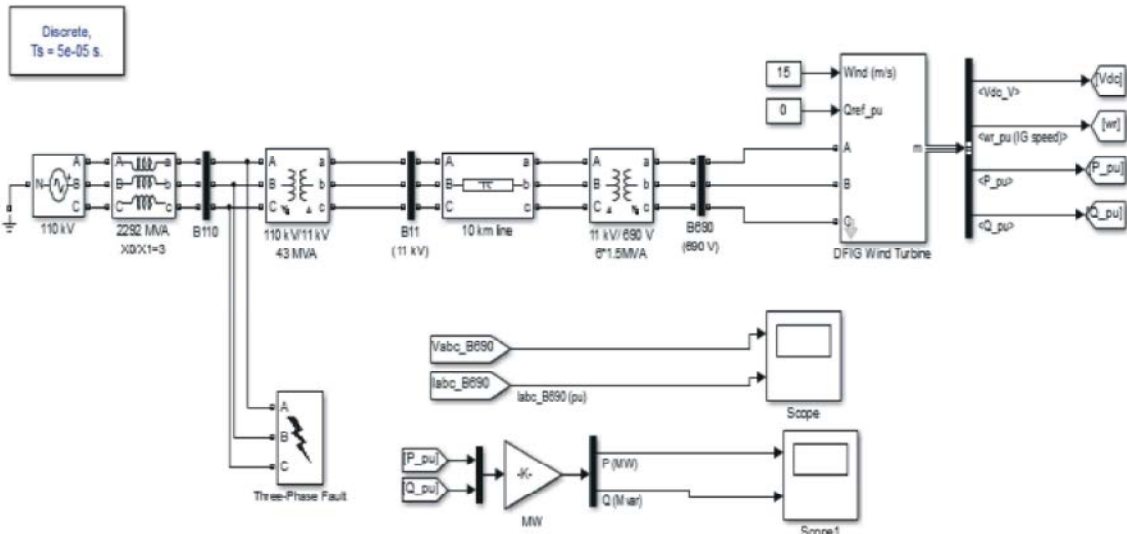 Discrete,
Ts = 5e-05 s.
15
0
Wind (m/s)
Qref_pu
A
B
C
m
DFIG Wind Turbine
<Vdc_V>
<wr_pu (IG speed)>
<P_pu>
<Q_pu>
[Vdc]
[wr]
[P_pu]
[Q_pu]
N
A
B
C
110 kV
A
B
C
a
b
c
2292 MVA
X0/X1=3
B110
A
B
C
a
b
c
110 kV/11 kV
43 MVA
B11
(11 kV)
A
B
C
a
b
c
10 km line
A
B
C
a
b
c
11 kV/ 690 V
6*1.5MVA
B690
(690 V)
A
B
C
Three-Phase Fault
Vabc_B690
Iabc_B690
Iabc_B690 (pu)
Scope
[P_pu]
[Q_pu]
-K-
MW
P (MW)
Q (Mvar)
Scope1